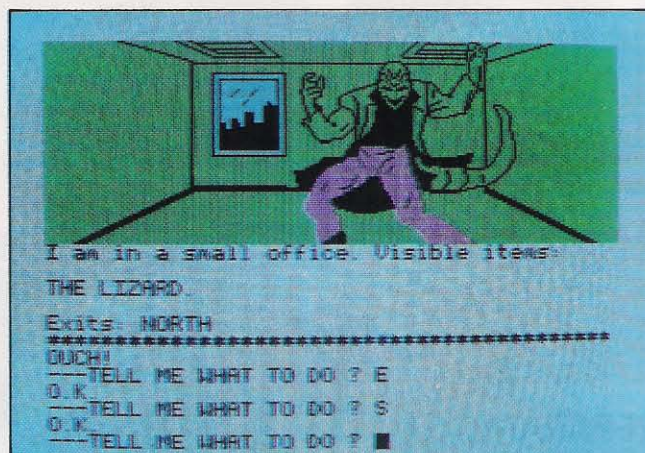 I am in a small office. Visible items:
THE LIZARD.
Exits: NORTH
*****************************************************
OUCH!
---TELL ME WHAT TO DO ? E
O.K.
---TELL ME WHAT TO DO ? S
O.K.
---TELL ME WHAT TO DO ?